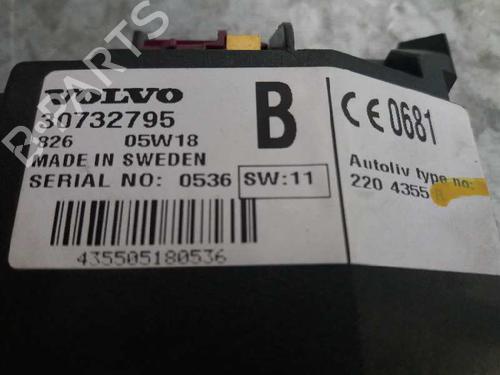 B-PARTS
VOLVO
30732795
826 05W18
MADE IN SWEDEN
SERIAL NO: 0536
SW:11
B
435505180536
CE 0681
Autoliv type no:
220 4355